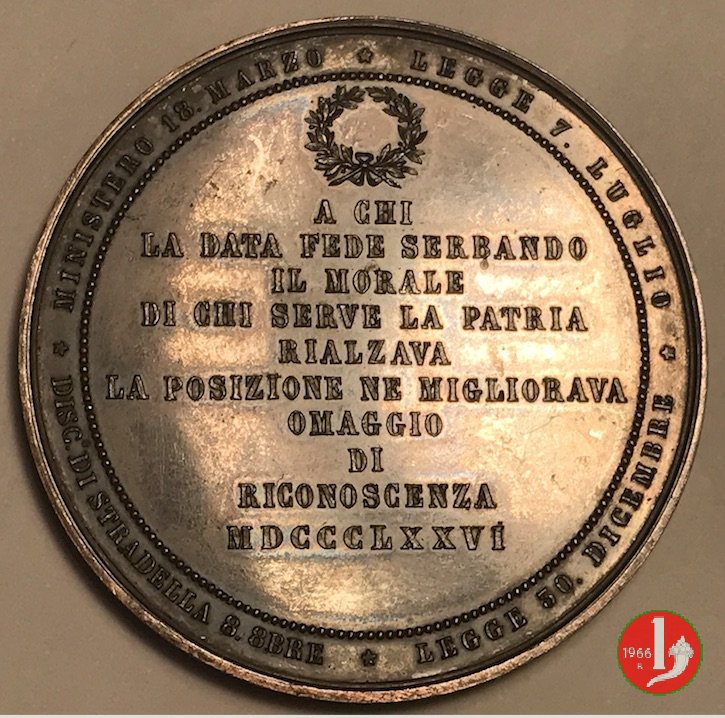 MINISTERO 18. MARZO ★ LEGGE 7. LUGLIO ★ LEGGE 30. DICEMBRE ★ DISC.º DI STRADELLA 8. 8BRE ★
A CHI
LA DATA FEDE SERBANDO
IL MORALE
DI CHI SERVE LA PATRIA
RIALZAVA
LA POSIZIONE NE MIGLIORAVA
OMAGGIO
DI
RICONOSCENZA
MDCCCLXXVI
1966 L
B